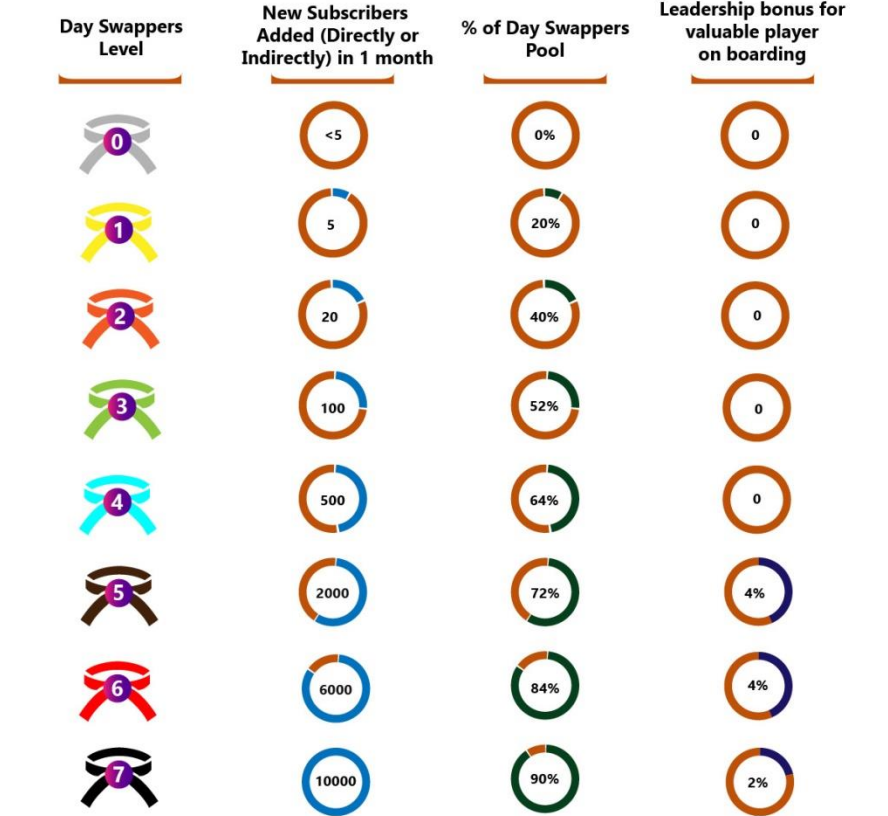 Day Swappers
Level
New Subscribers
Added (Directly or
Indirectly) in 1 month
% of Day Swappers
Pool
Leadership bonus for
valuable player
on boarding
0 <5 0% 0
1 5 20% 0
2 20 40% 0
3 100 52% 0
4 500 64% 0
5 2000 72% 4%
6 6000 84% 4%
7 10000 90% 2%